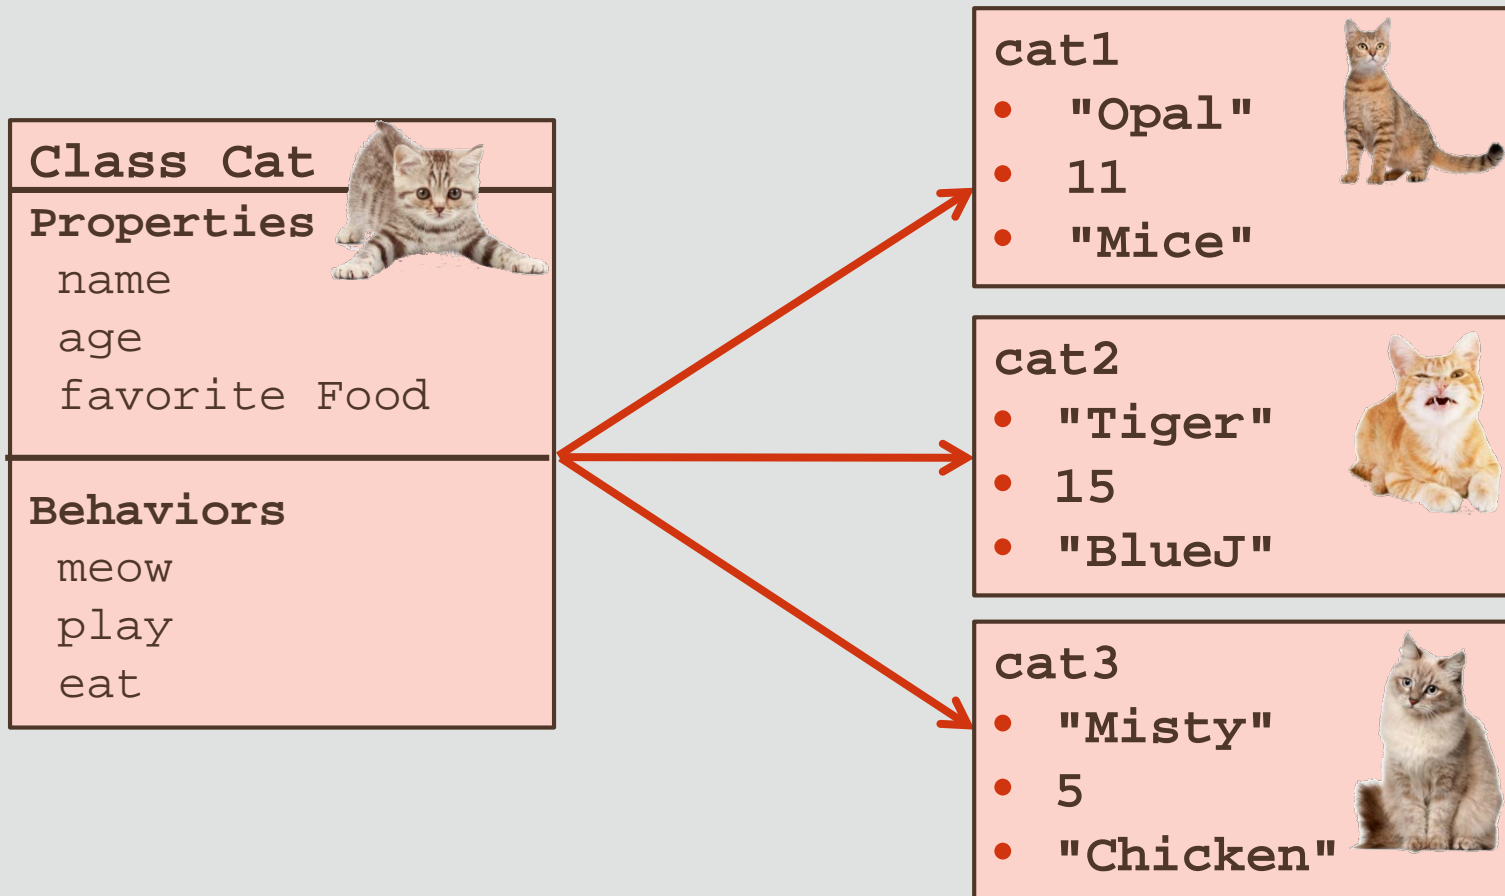 Class Cat
Properties
name
age
favorite Food
Behaviors
meow
play
eat
cat1
• "Opal"
• 11
• "Mice"
cat2
• "Tiger"
• 15
• "BlueJ"
cat3
• "Misty"
• 5
• "Chicken"